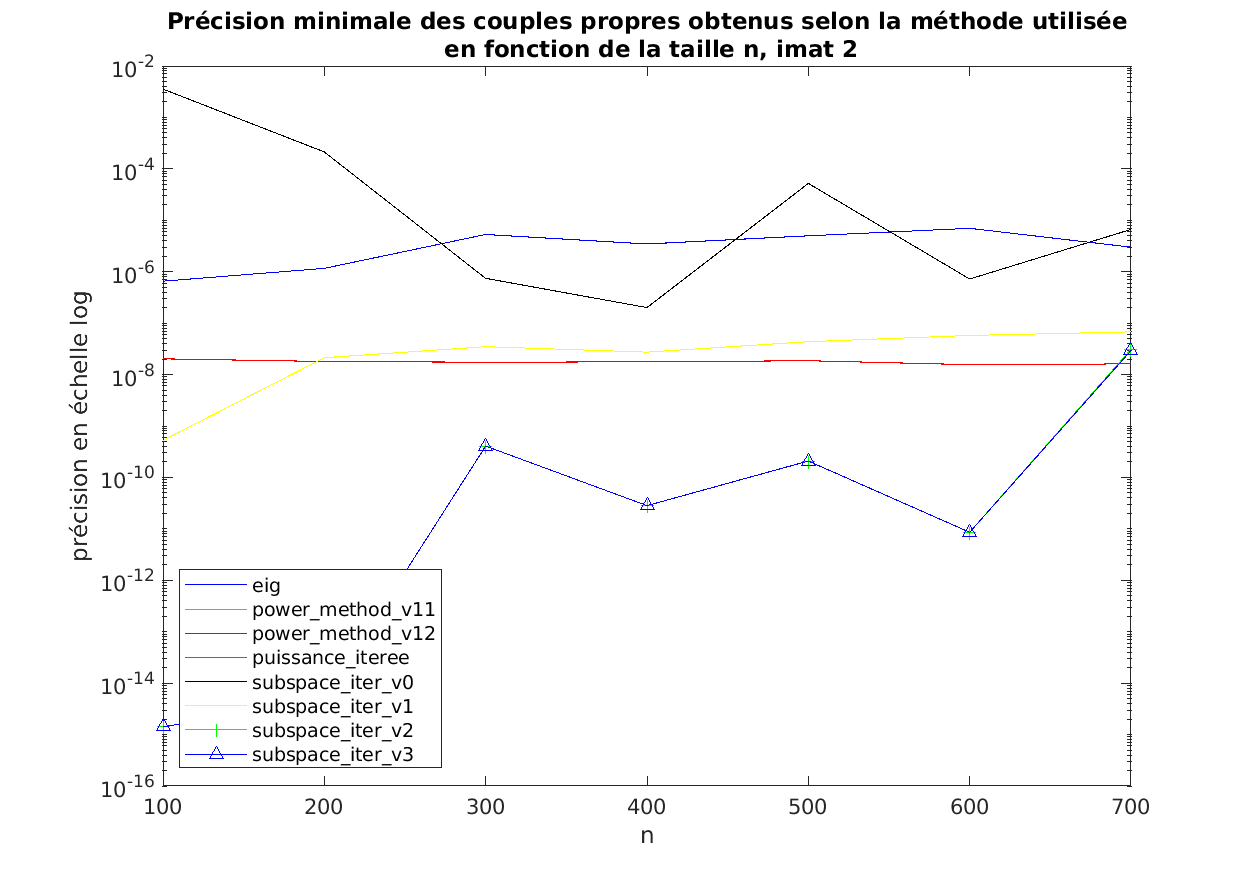 Précision minimale des couples propres obtenus selon la méthode utilisée
en fonction de la taille n, imat 2
précision en échelle log
10^-2
10^-4
10^-6
10^-8
10^-10
10^-12
10^-14
10^-16
eig
power_method_v11
power_method_v12
puissance_iteree
subspace_iter_v0
subspace_iter_v1
subspace_iter_v2
subspace_iter_v3
100 200 300 400 500 600 700
n